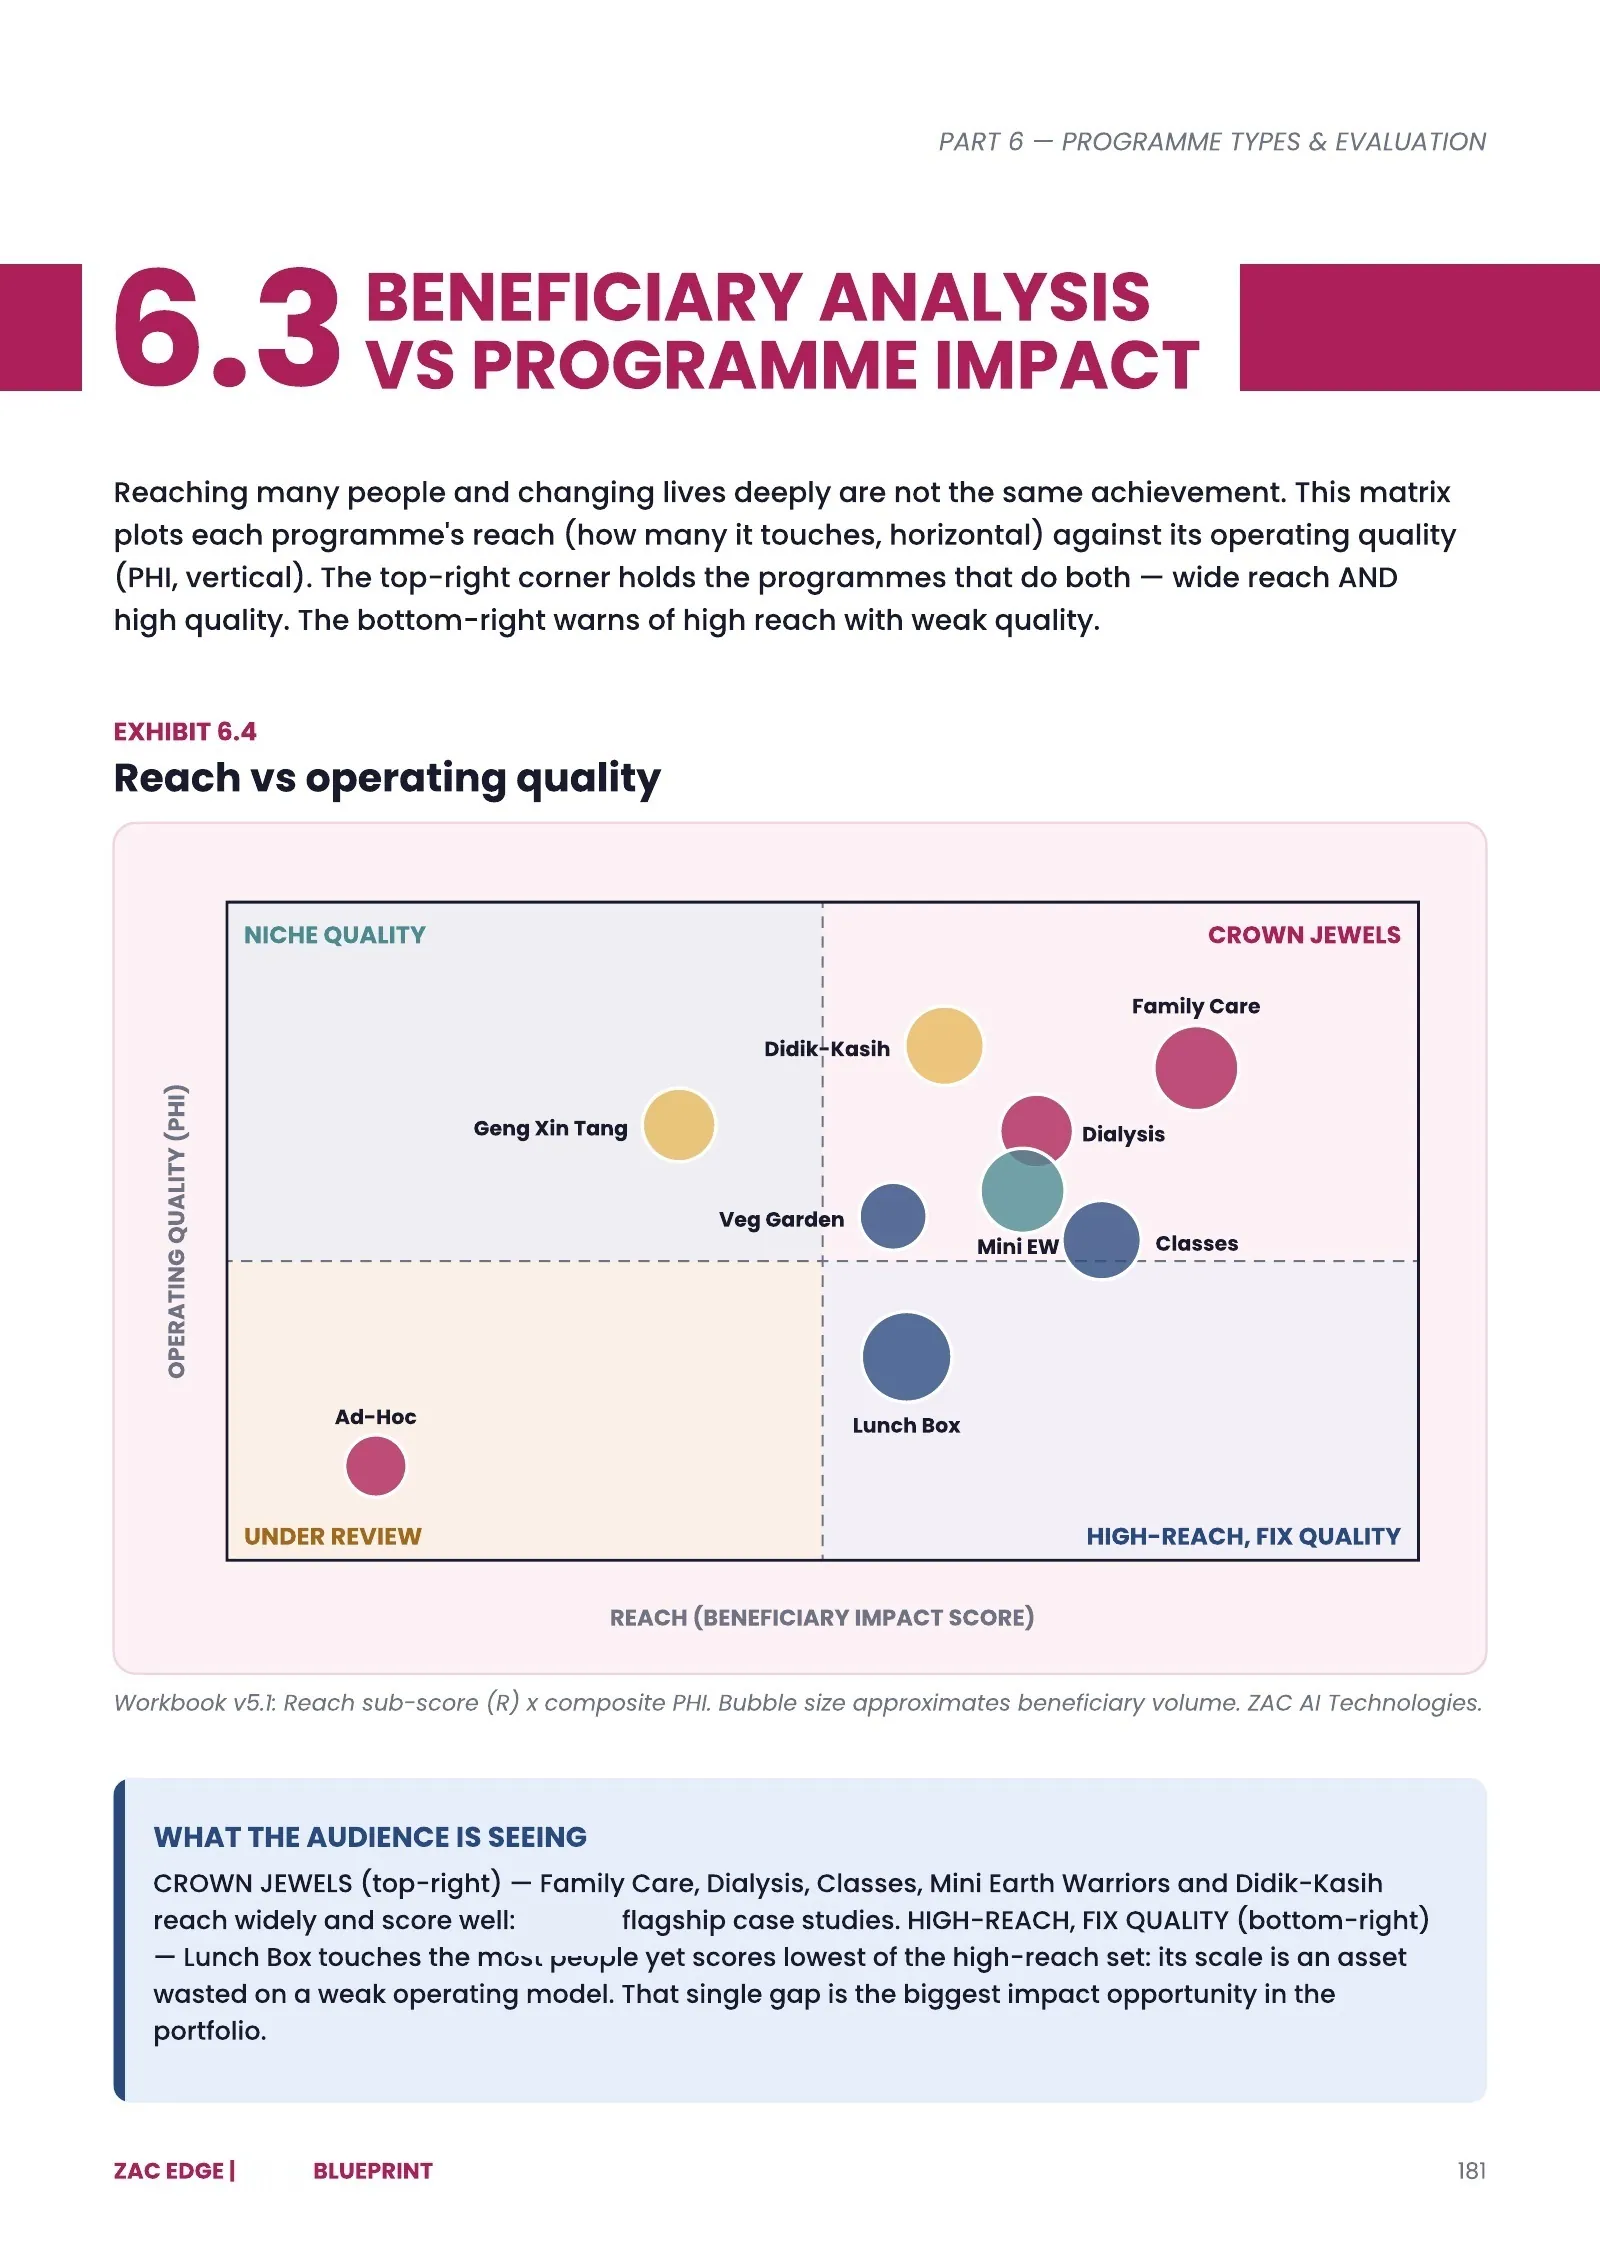 PART 6 — PROGRAMME TYPES & EVALUATION
6.3
BENEFICIARY ANALYSIS
VS PROGRAMME IMPACT
Reaching many people and changing lives deeply are not the same achievement. This matrix
plots each programme's reach (how many it touches, horizontal) against its operating quality
(PHI, vertical). The top-right corner holds the programmes that do both — wide reach AND
high quality. The bottom-right warns of high reach with weak quality.
EXHIBIT 6.4
Reach vs operating quality
NICHE QUALITY
CROWN JEWELS
Family Care
Didik-Kasih
Geng Xin Tang
Dialysis
Veg Garden
Mini EW
Classes
OPERATING QUALITY (PHI)
Lunch Box
Ad-Hoc
UNDER REVIEW
HIGH-REACH, FIX QUALITY
REACH (BENEFICIARY IMPACT SCORE)
Workbook v5.1: Reach sub-score (R) x composite PHI. Bubble size approximates beneficiary volume. ZAC AI Technologies.
WHAT THE AUDIENCE IS SEEING
CROWN JEWELS (top-right) — Family Care, Dialysis, Classes, Mini Earth Warriors and Didik-Kasih
reach widely and score well: flagship case studies. HIGH-REACH, FIX QUALITY (bottom-right)
— Lunch Box touches the most people yet scores lowest of the high-reach set: its scale is an asset
wasted on a weak operating model. That single gap is the biggest impact opportunity in the
portfolio.
ZAC EDGE | BLUEPRINT
181